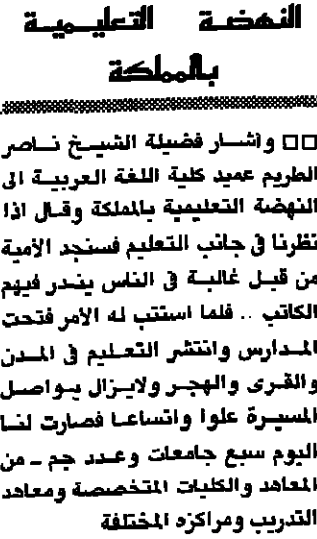 النهضة التعليمية
بالمملكة
□□ واشار فضيلة الشيخ ناصر
الطريم عميد كلية اللغة العربية الى
النهضة التعليمية بالمملكة وقال اذا
نظرنا في جانب التعليم فسنجد الأمية
من قبل غالبة في الناس يندر فيهم
الكاتب .. فلما استتب له الأمر فتحت
المدارس وانتشر التعليم في المدن
والقرى والهجر ولايزال يواصل
المسيرة علوا واتساعا فصارت لنا
اليوم سبع جامعات وعدد جم ـ من
المعاهد والكليات المتخصصة ومعاهد
التدريب ومراكزه المختلفة